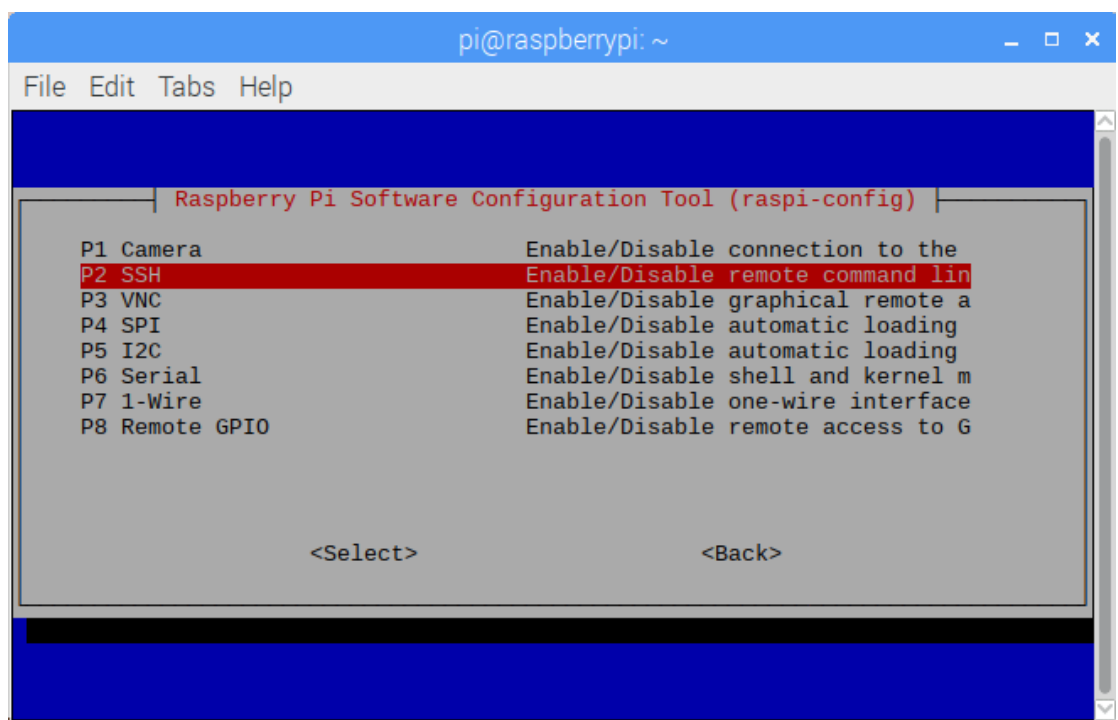 pi@raspberrypi: ~
File Edit Tabs Help
Raspberry Pi Software Configuration Tool (raspi-config)
P1 Camera Enable/Disable connection to the
P2 SSH Enable/Disable remote command lin
P3 VNC Enable/Disable graphical remote a
P4 SPI Enable/Disable automatic loading
P5 I2C Enable/Disable automatic loading
P6 Serial Enable/Disable shell and kernel m
P7 1-Wire Enable/Disable one-wire interface
P8 Remote GPIO Enable/Disable remote access to G
<Select> <Back>